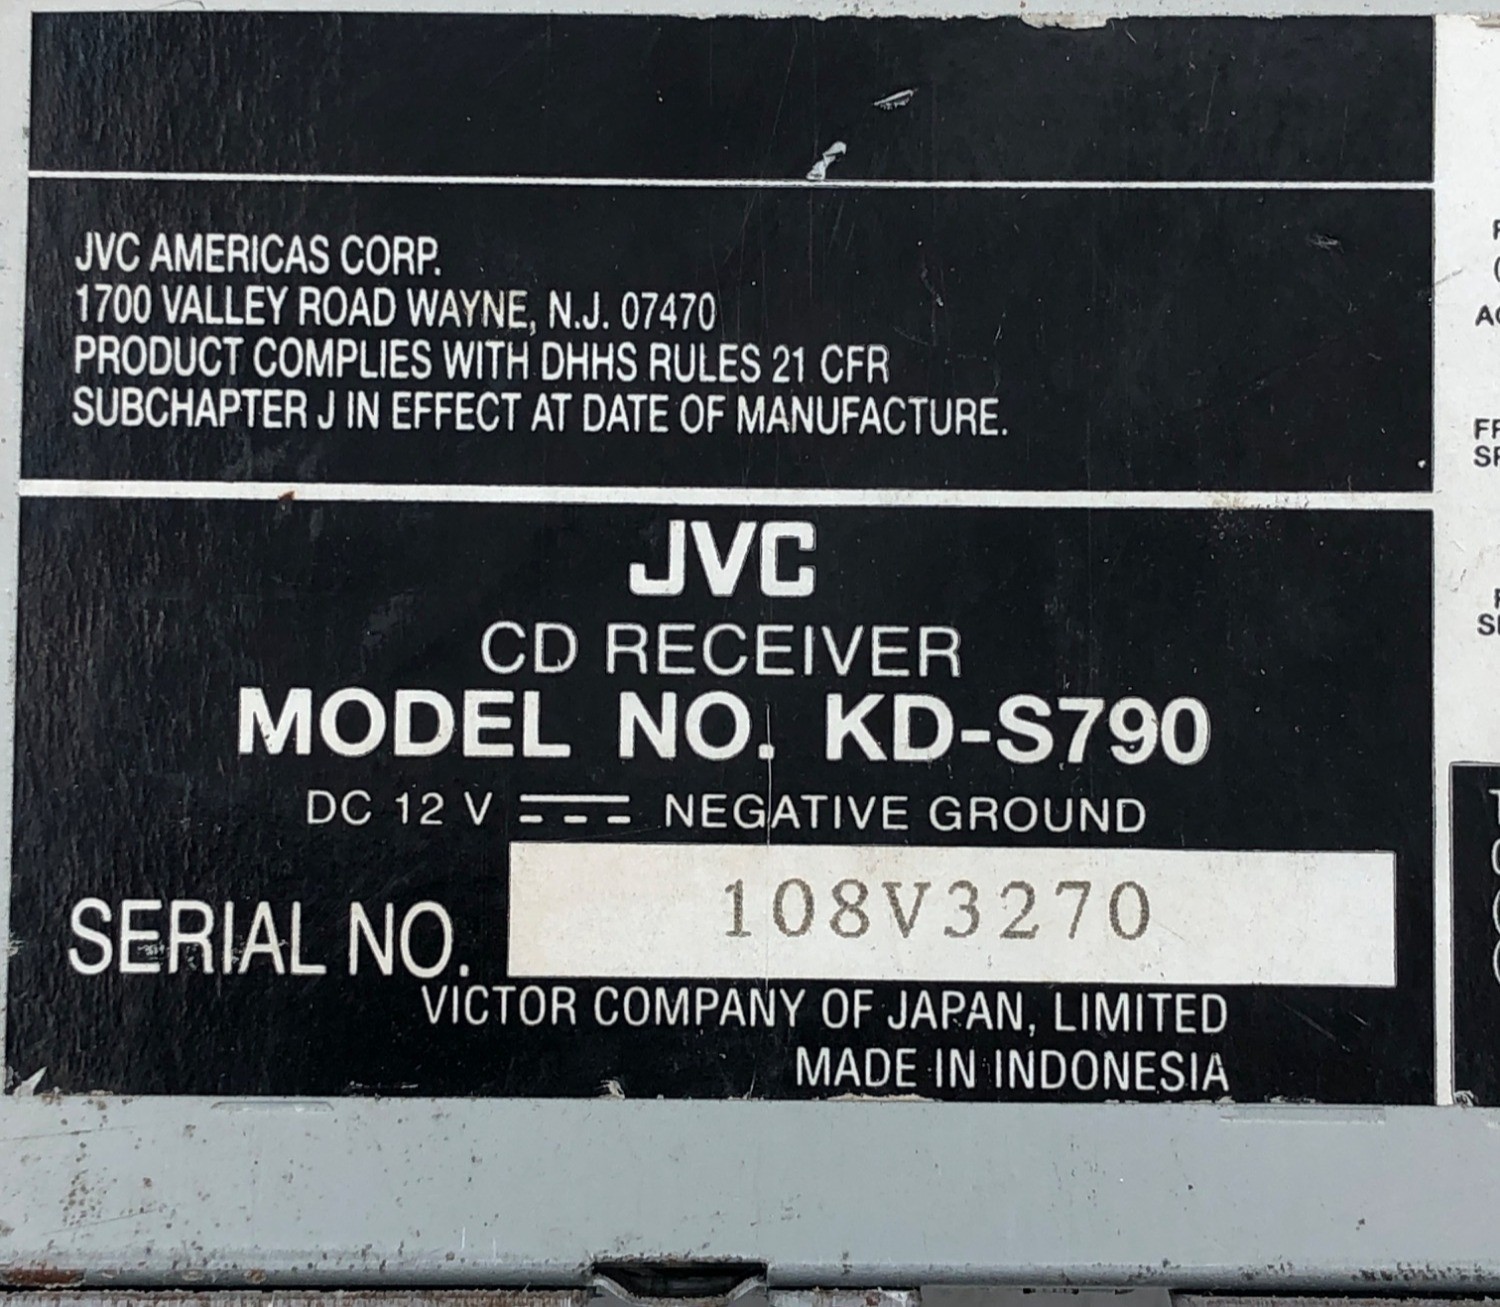 JVC AMERICAS CORP.
1700 VALLEY ROAD WAYNE, N.J. 07470
PRODUCT COMPLIES WITH DHHS RULES 21 CFR
SUBCHAPTER J IN EFFECT AT DATE OF MANUFACTURE.
JVC
CD RECEIVER
MODEL NO. KD-S790
DC 12 V ⎓ NEGATIVE GROUND
SERIAL NO. 108V3270
VICTOR COMPANY OF JAPAN, LIMITED
MADE IN INDONESIA